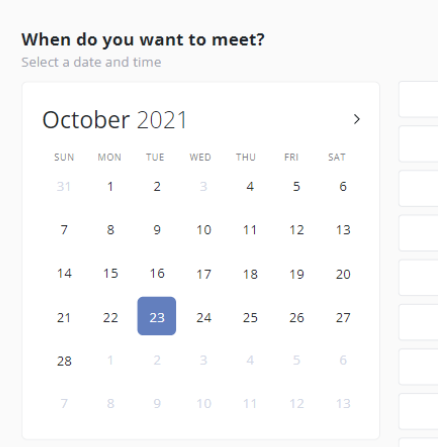 When do you want to meet?
Select a date and time
October 2021
SUN MON TUE WED THU FRI SAT
31 1 2 3 4 5 6
7 8 9 10 11 12 13
14 15 16 17 18 19 20
21 22 23 24 25 26 27
28 1 2 3 4 5 6
7 8 9 10 11 12 13